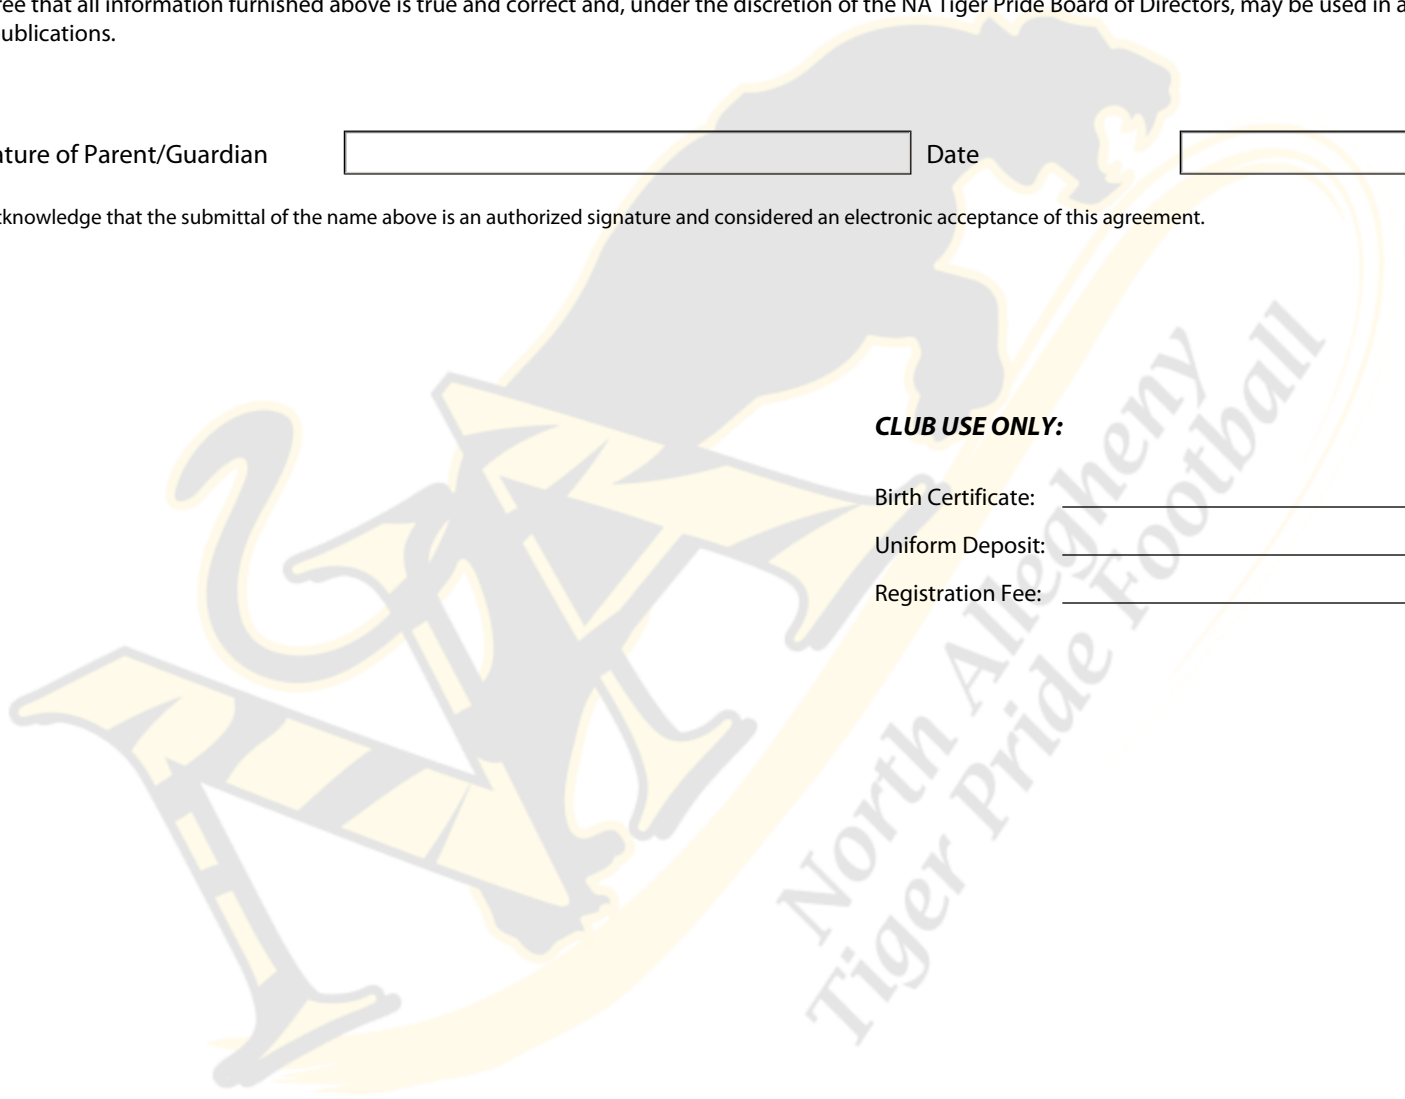 ree that all information furnished above is true and correct and, under the discretion of the NA Tiger Pride Board of Directors, may be used in a
ublications.
ature of Parent/Guardian Date
cknowledge that the submittal of the name above is an authorized signature and considered an electronic acceptance of this agreement.
CLUB USE ONLY:
Birth Certificate:
Uniform Deposit:
Registration Fee:
North Allegheny
Tiger Pride Football
NA